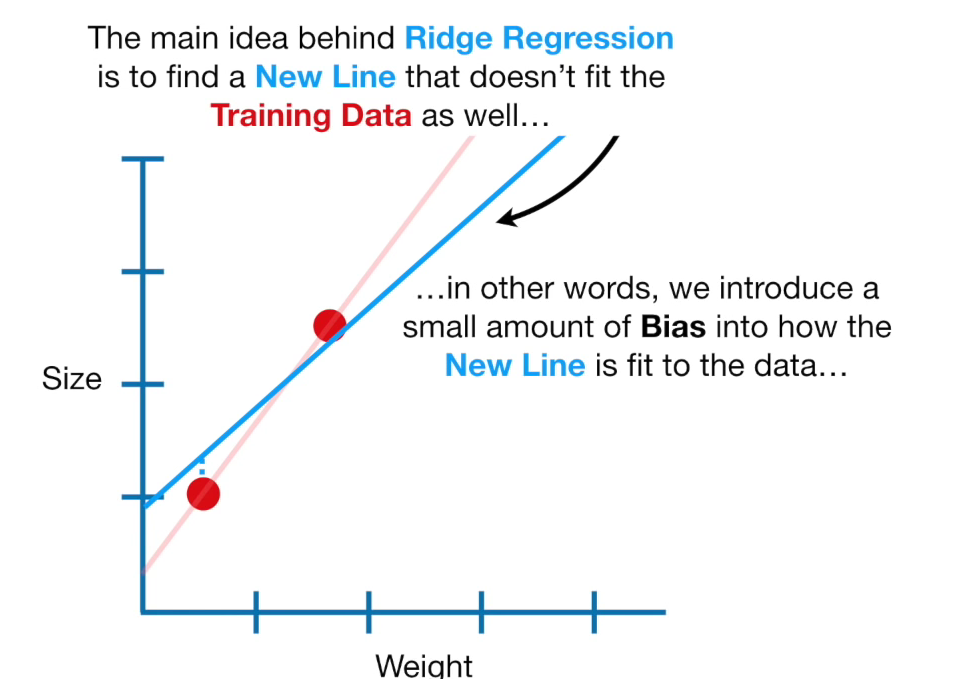 The main idea behind Ridge Regression
is to find a New Line that doesn't fit the
Training Data as well…
…in other words, we introduce a
small amount of Bias into how the
New Line is fit to the data…
Size
Weight